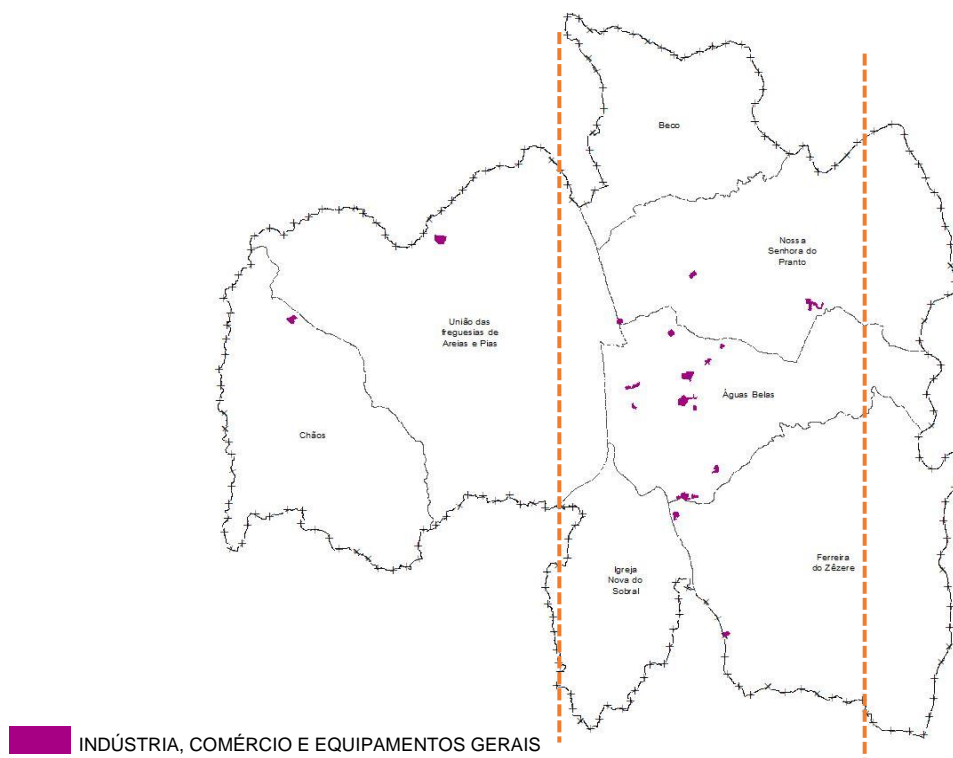 Beco
Nossa
Senhora do
Pranto
União das
freguesias de
Areias e Pias
Águas Belas
Chãos
Ferreira
do Zêzere
Igreja
Nova do
Sobral
INDÚSTRIA, COMÉRCIO E EQUIPAMENTOS GERAIS